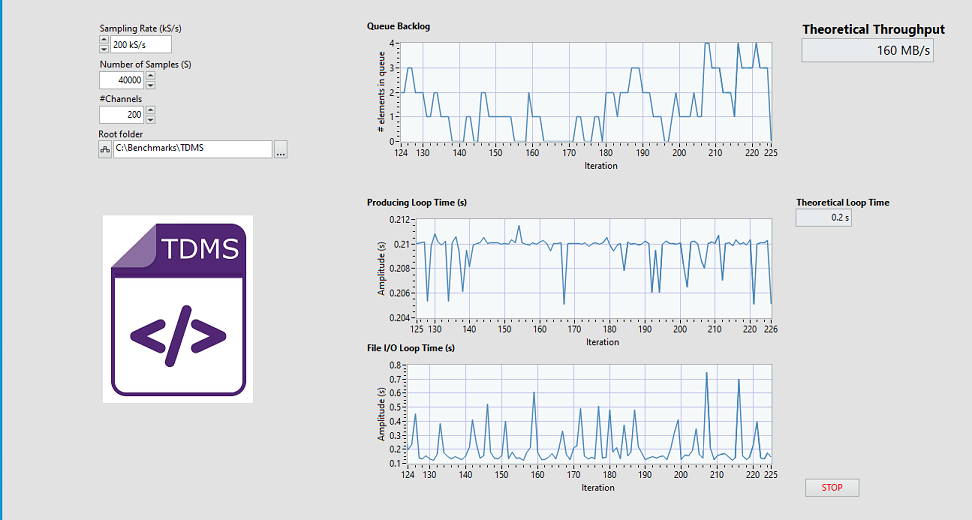 Sampling Rate (kS/s)
200 kS/s
Number of Samples (S)
40000
#Channels
200
Root folder
C:\Benchmarks\TDMS
...
TDMS
</>
Queue Backlog
# elements in queue
4
3
2
1
0
124 130 140 150 160 170 180 190 200 210 220 225
Iteration
Producing Loop Time (s)
Amplitude (s)
0.212
0.21
0.208
0.206
0.204
125 130 140 150 160 170 180 190 200 210 220 226
Iteration
File I/O Loop Time (s)
Amplitude (s)
0.8
0.7
0.6
0.5
0.4
0.3
0.2
0.1
124 130 140 150 160 170 180 190 200 210 220 225
Iteration
Theoretical Throughput
160 MB/s
Theoretical Loop Time
0.2 s
STOP